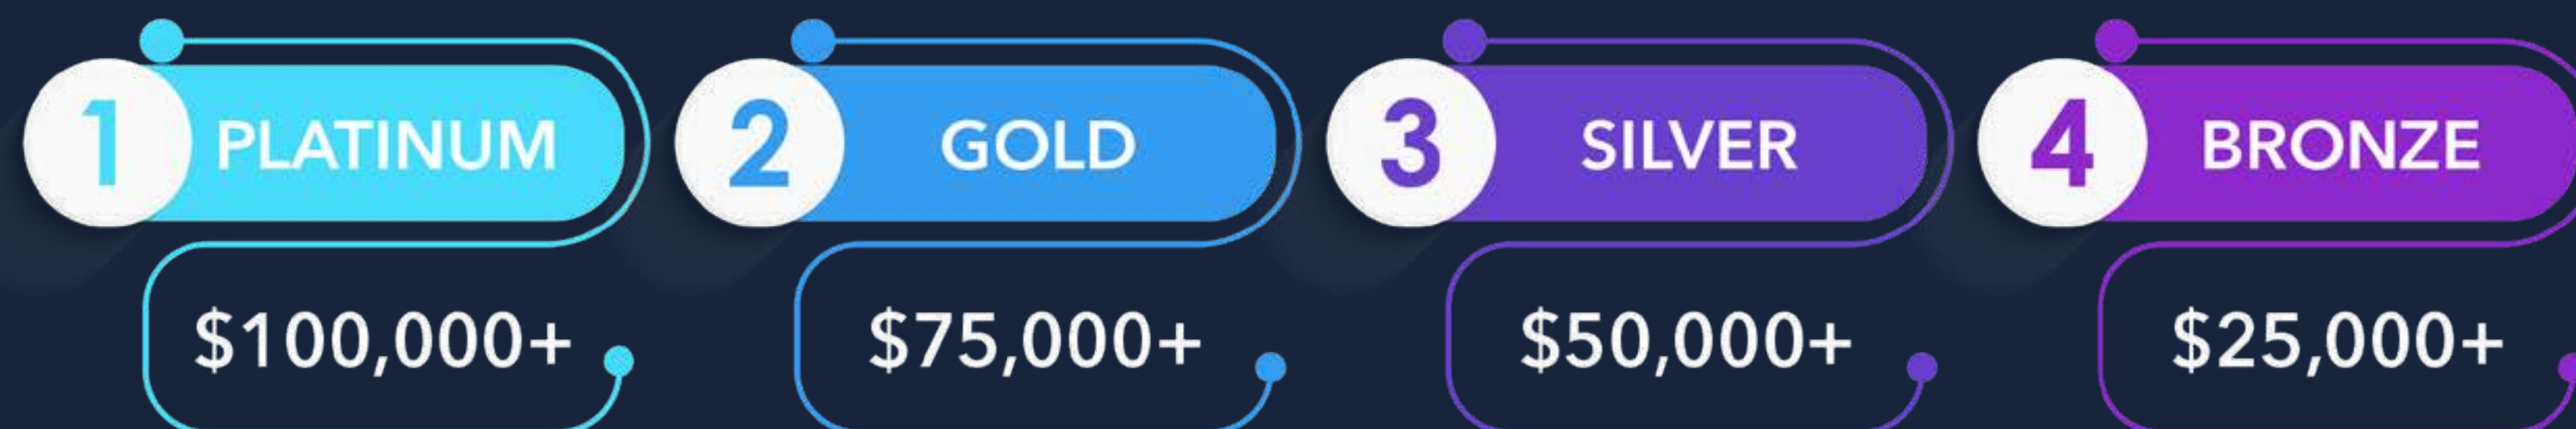 1 PLATINUM
$100,000+
2 GOLD
$75,000+
3 SILVER
$50,000+
4 BRONZE
$25,000+